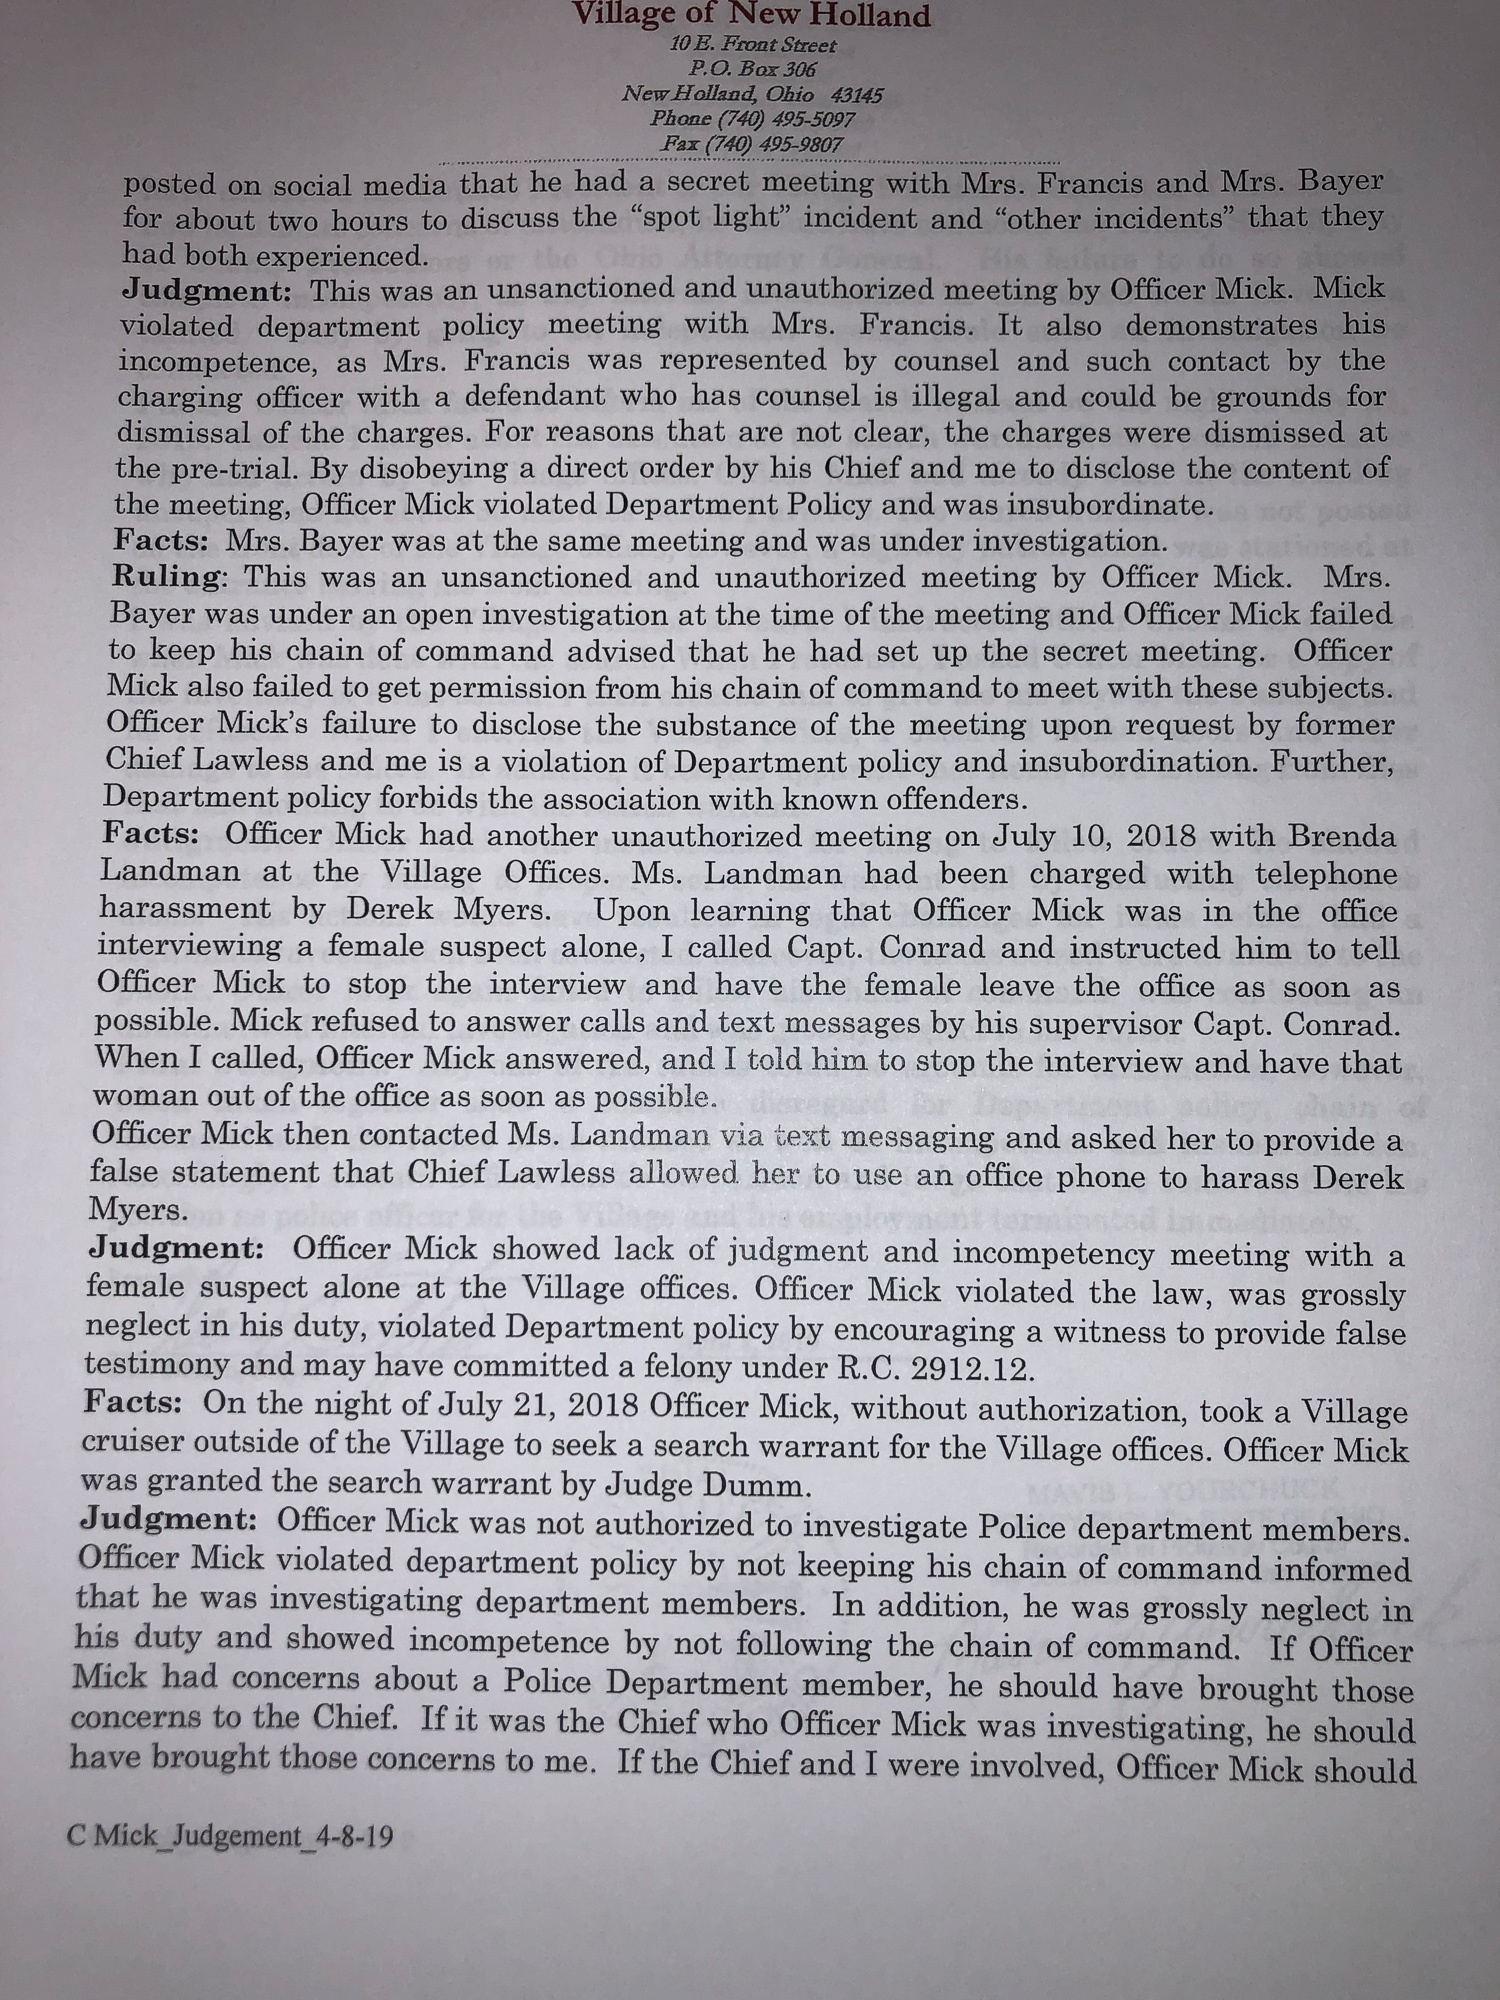 Village of New Holland
10 E. Front Street
P.O. Box 306
New Holland, Ohio 43145
Phone (740) 495-5097
Fax (740) 495-9807
posted on social media that he had a secret meeting with Mrs. Francis and Mrs. Bayer
for about two hours to discuss the “spot light” incident and “other incidents” that they
had both experienced.
Judgment: This was an unsanctioned and unauthorized meeting by Officer Mick. Mick
violated department policy meeting with Mrs. Francis. It also demonstrates his
incompetence, as Mrs. Francis was represented by counsel and such contact by the
charging officer with a defendant who has counsel is illegal and could be grounds for
dismissal of the charges. For reasons that are not clear, the charges were dismissed at
the pre-trial. By disobeying a direct order by his Chief and me to disclose the content of
the meeting, Officer Mick violated Department Policy and was insubordinate.
Facts: Mrs. Bayer was at the same meeting and was under investigation.
Ruling: This was an unsanctioned and unauthorized meeting by Officer Mick. Mrs.
Bayer was under an open investigation at the time of the meeting and Officer Mick failed
to keep his chain of command advised that he had set up the secret meeting. Officer
Mick also failed to get permission from his chain of command to meet with these subjects.
Officer Mick’s failure to disclose the substance of the meeting upon request by former
Chief Lawless and me is a violation of Department policy and insubordination. Further,
Department policy forbids the association with known offenders.
Facts: Officer Mick had another unauthorized meeting on July 10, 2018 with Brenda
Landman at the Village Offices. Ms. Landman had been charged with telephone
harassment by Derek Myers. Upon learning that Officer Mick was in the office
interviewing a female suspect alone, I called Capt. Conrad and instructed him to tell
Officer Mick to stop the interview and have the female leave the office as soon as
possible. Mick refused to answer calls and text messages by his supervisor Capt. Conrad.
When I called, Officer Mick answered, and I told him to stop the interview and have that
woman out of the office as soon as possible.
Officer Mick then contacted Ms. Landman via text messaging and asked her to provide a
false statement that Chief Lawless allowed her to use an office phone to harass Derek
Myers.
Judgment: Officer Mick showed lack of judgment and incompetency meeting with a
female suspect alone at the Village offices. Officer Mick violated the law, was grossly
neglect in his duty, violated Department policy by encouraging a witness to provide false
testimony and may have committed a felony under R.C. 2912.12.
Facts: On the night of July 21, 2018 Officer Mick, without authorization, took a Village
cruiser outside of the Village to seek a search warrant for the Village offices. Officer Mick
was granted the search warrant by Judge Dumm.
Judgment: Officer Mick was not authorized to investigate Police department members.
Officer Mick violated department policy by not keeping his chain of command informed
that he was investigating department members. In addition, he was grossly neglect in
his duty and showed incompetence by not following the chain of command. If Officer
Mick had concerns about a Police Department member, he should have brought those
concerns to the Chief. If it was the Chief who Officer Mick was investigating, he should
have brought those concerns to me. If the Chief and I were involved, Officer Mick should
C Mick_Judgement_4-8-19